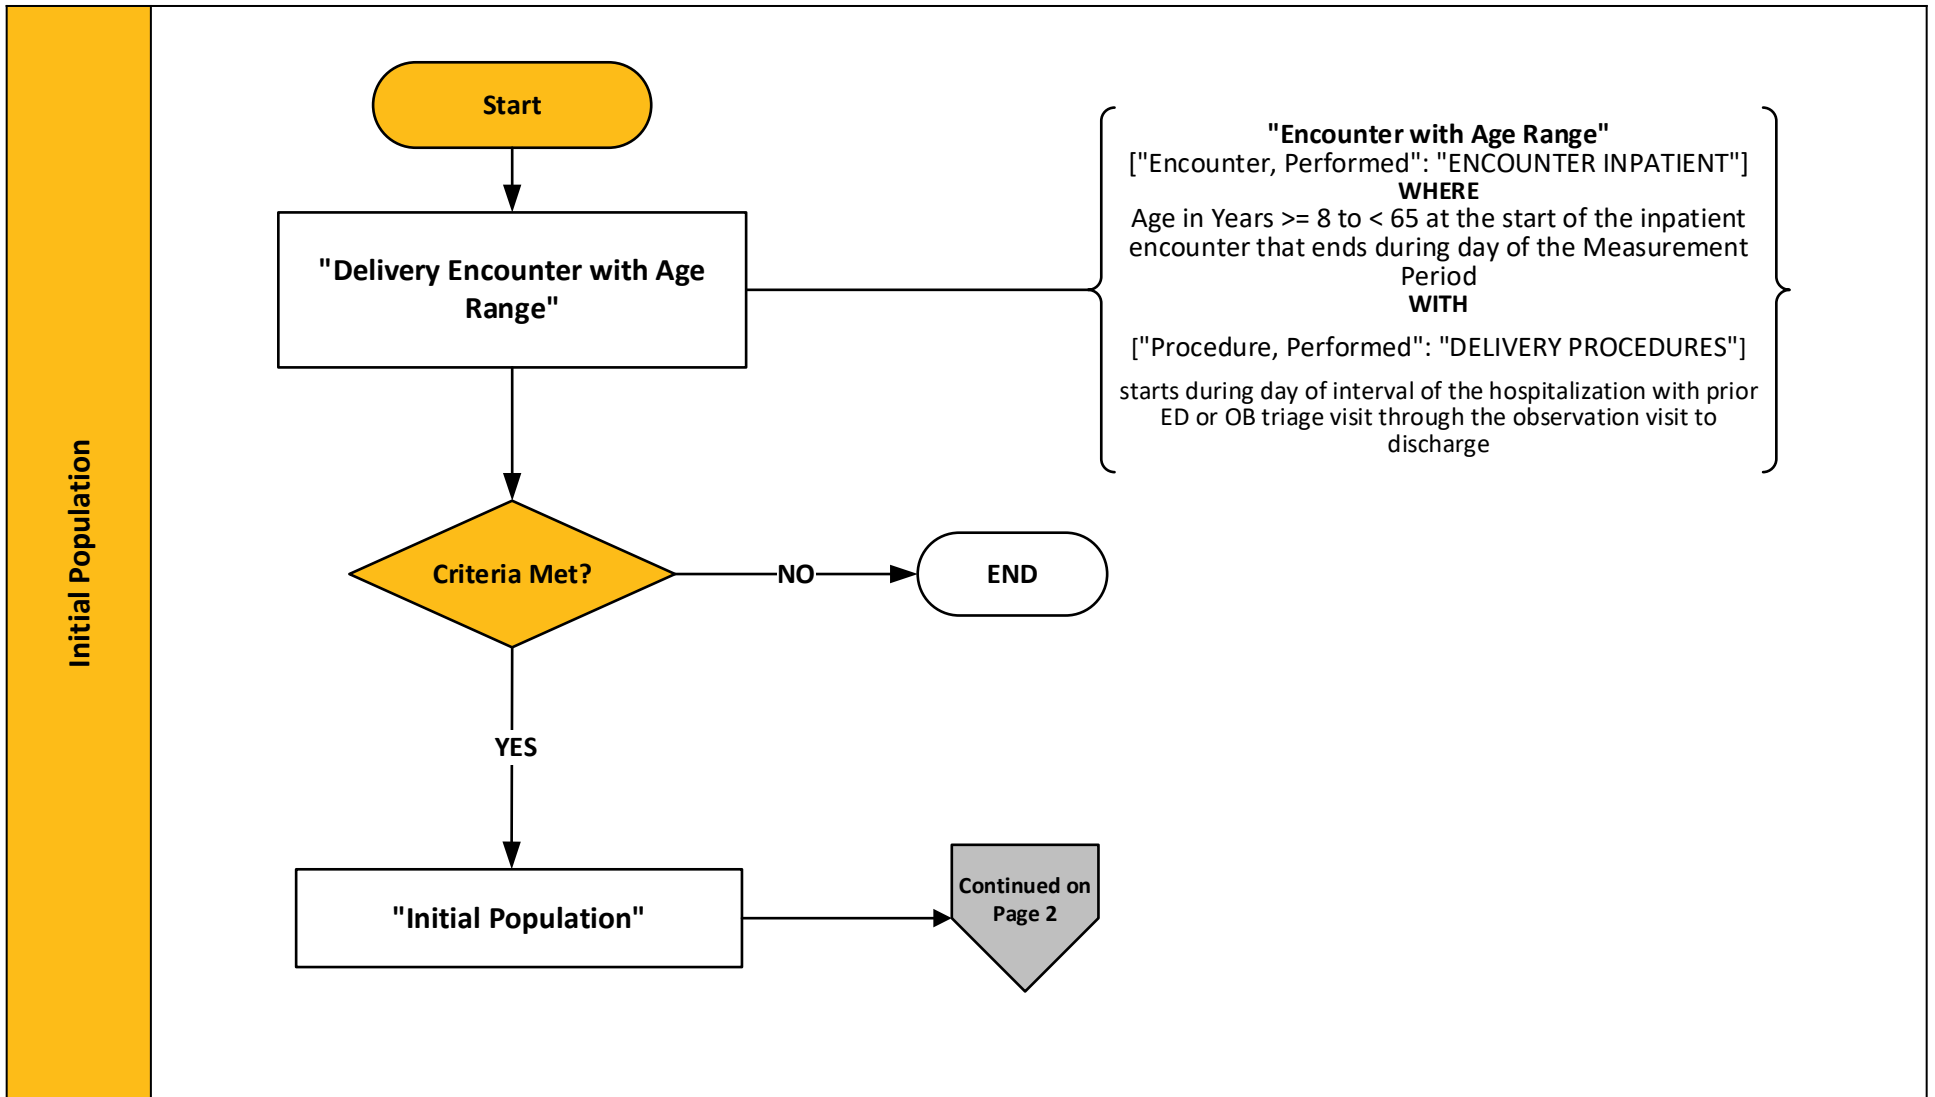 Initial Population
Start
"Delivery Encounter with Age
Range"
"Encounter with Age Range"
["Encounter, Performed": "ENCOUNTER INPATIENT"]
WHERE
Age in Years >= 8 to < 65 at the start of the inpatient
encounter that ends during day of the Measurement
Period
WITH
["Procedure, Performed": "DELIVERY PROCEDURES"]
starts during day of interval of the hospitalization with prior
ED or OB triage visit through the observation visit to
discharge
Criteria Met?
NO
END
YES
"Initial Population"
Continued on
Page 2